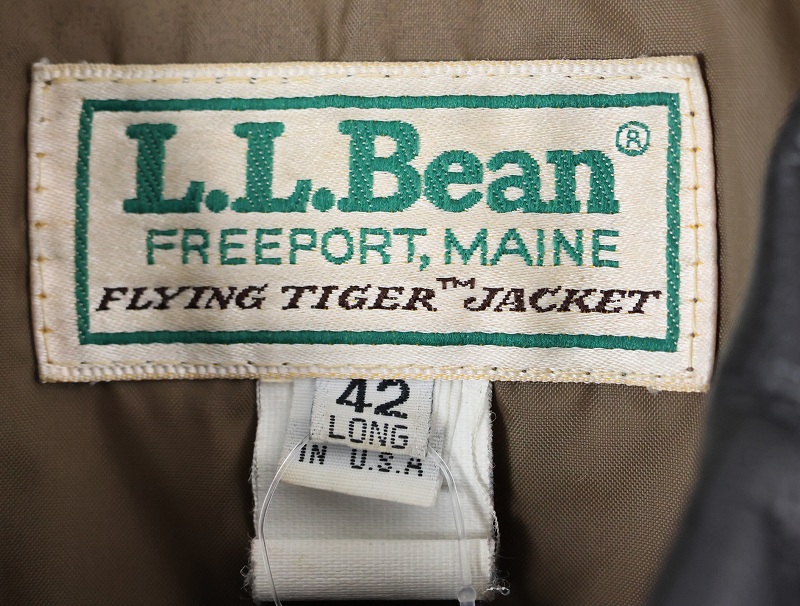 L.L.Bean®
FREEPORT, MAINE
FLYING TIGER™ JACKET
42
LONG
IN U.S.A